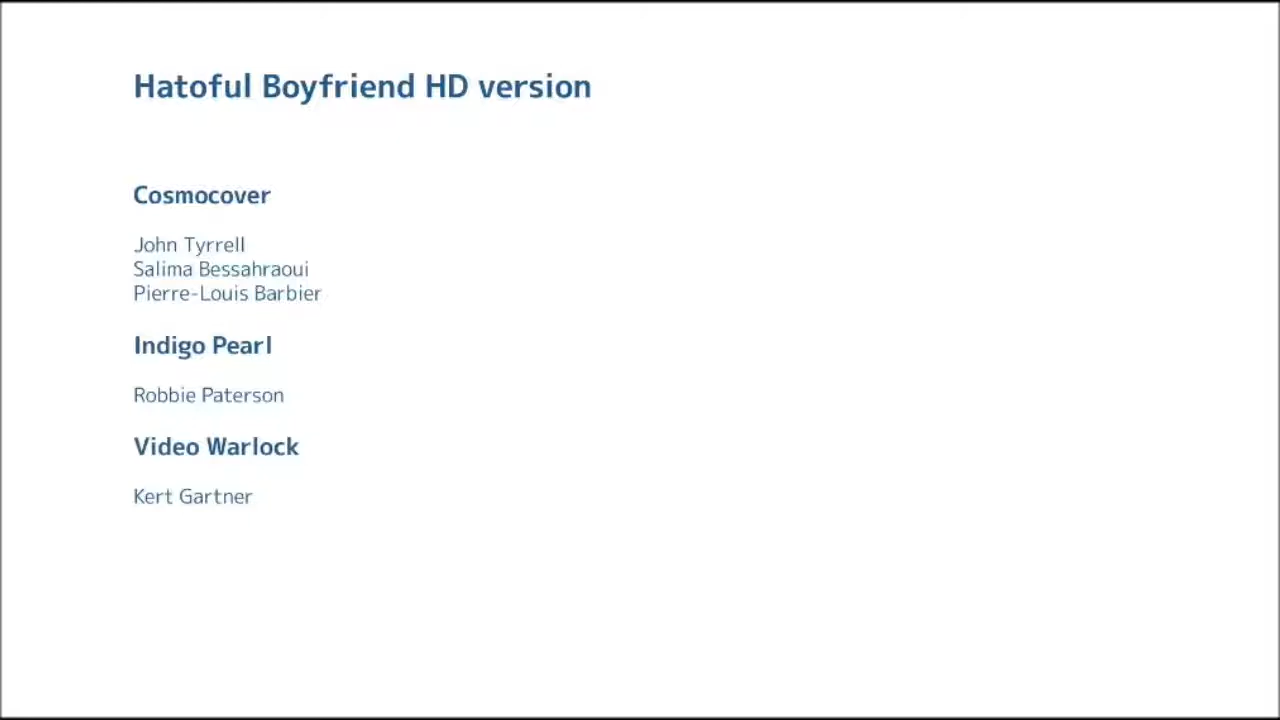 Hatoful Boyfriend HD version
Cosmocover
John Tyrrell
Salima Bessahraoui
Pierre-Louis Barbier
Indigo Pearl
Robbie Paterson
Video Warlock
Kert Gartner